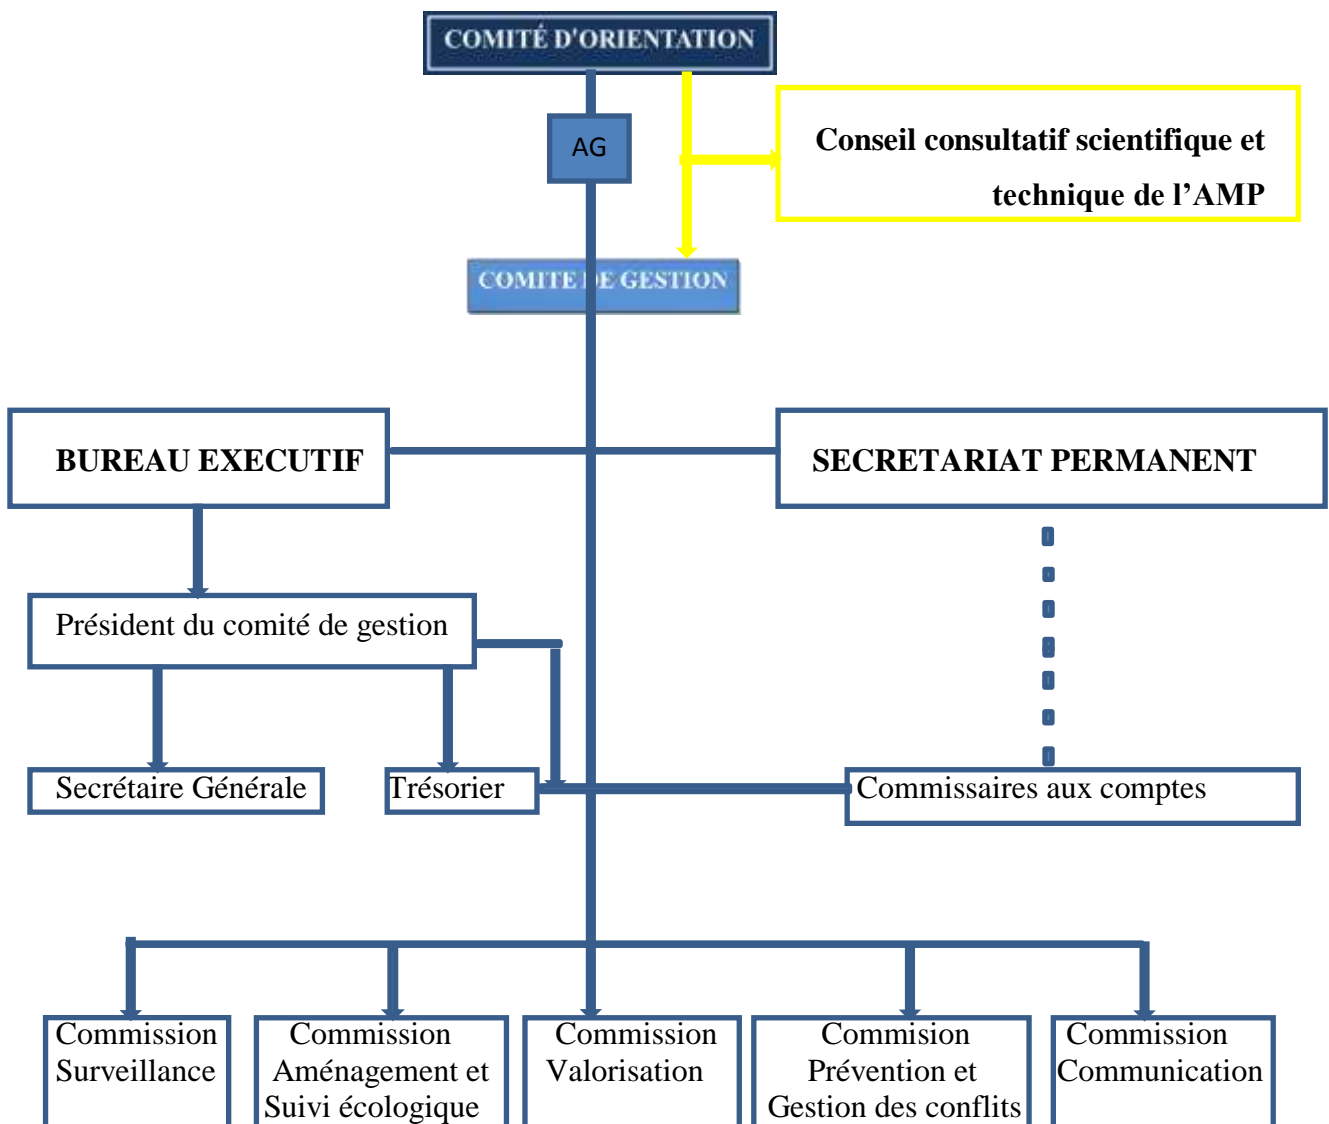 COMITÉ D'ORIENTATION
AG
Conseil consultatif scientifique et
technique de l’AMP
COMITE DE GESTION
BUREAU EXECUTIF
SECRETARIAT PERMANENT
Président du comité de gestion
Secrétaire Générale
Trésorier
Commissaires aux comptes
Commission
Surveillance
Commission
Aménagement et
Suivi écologique
Commission
Valorisation
Commision
Prévention et
Gestion des conflits
Commission
Communication